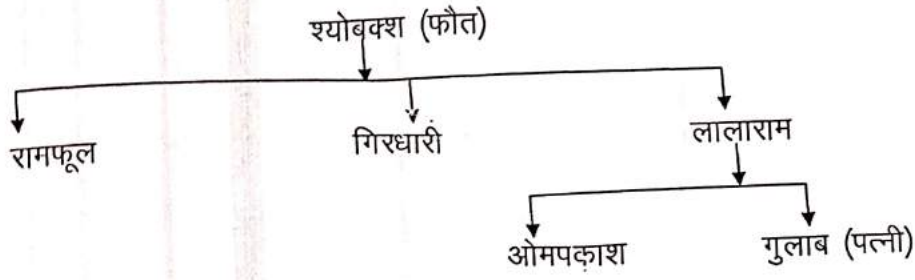 श्योबक्श (फौत)
रामफूल गिरधारी लालाराम
ओमपकाश गुलाब (पत्नी)